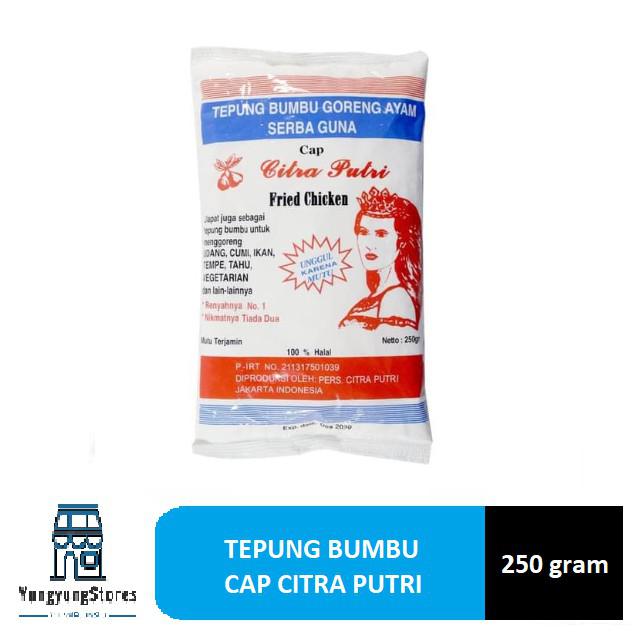 TEPUNG BUMBU GORENG AYAM
SERBA GUNA
Cap
Citra Putri
Fried Chicken
Dapat juga sebagai
tepung bumbu untuk
menggoreng
UDANG, CUMI, IKAN,
TEMPE, TAHU,
VEGETARIAN
dan lain-lainnya
* Renyahnya No. 1
* Nikmatnya Tiada Dua
UNGGUL
KARENA
MUTU
Mutu Terjamin
Netto : 250gr
100 % Halal
P-IRT NO. 211317501039
DIPRODUKSI OLEH: PERS. CITRA PUTRI
JAKARTA INDONESIA
Exp. date.
YungyungStores
TEPUNG BUMBU
CAP CITRA PUTRI
250 gram